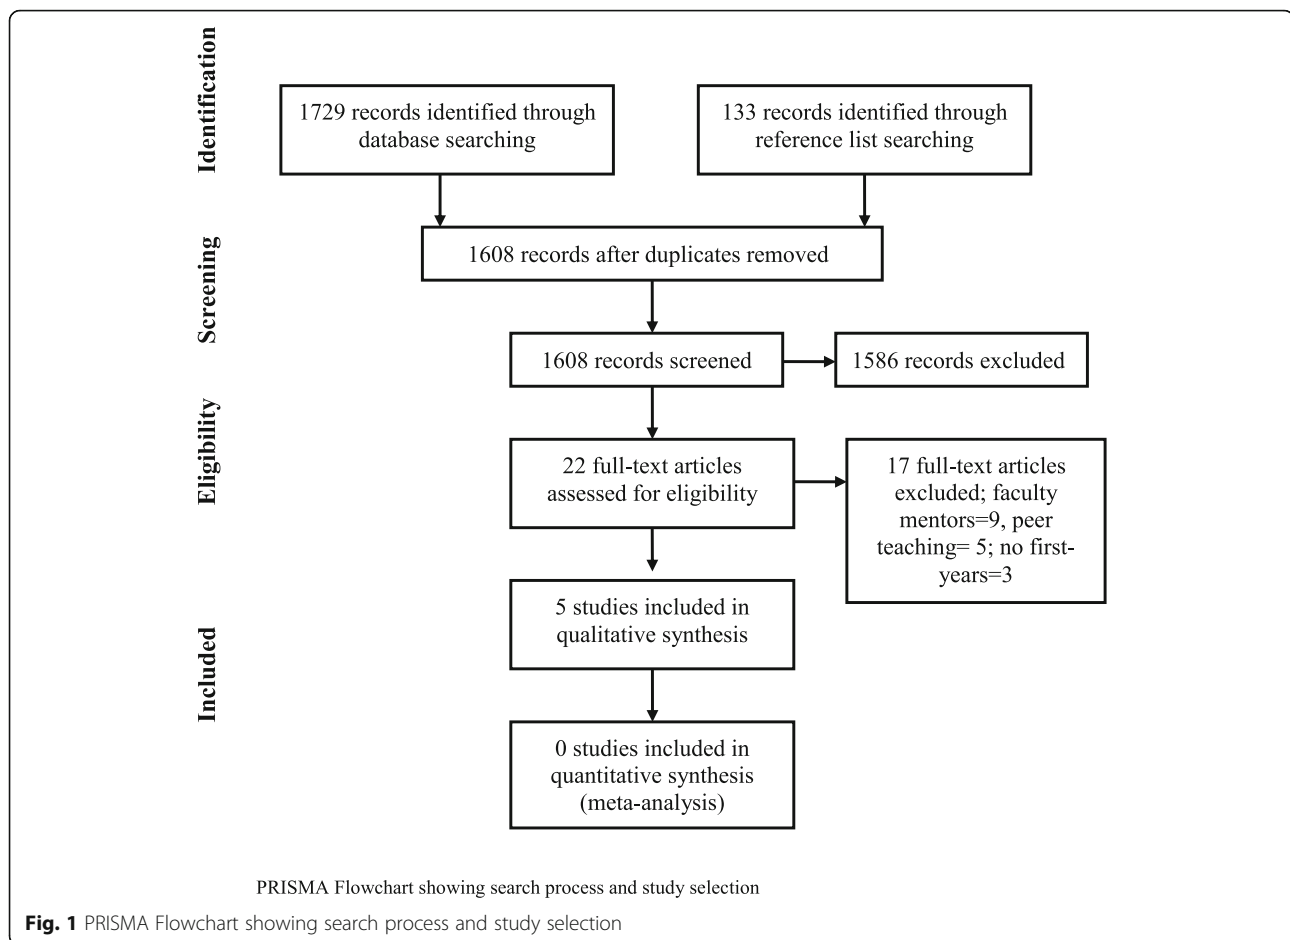 Identification
1729 records identified through
database searching
133 records identified through
reference list searching
Screening
1608 records after duplicates removed
1608 records screened
1586 records excluded
Eligibility
22 full-text articles
assessed for eligibility
17 full-text articles
excluded; faculty
mentors=9, peer
teaching= 5; no first-
years=3
Included
5 studies included in
qualitative synthesis
0 studies included in
quantitative synthesis
(meta-analysis)
PRISMA Flowchart showing search process and study selection
Fig. 1 PRISMA Flowchart showing search process and study selection